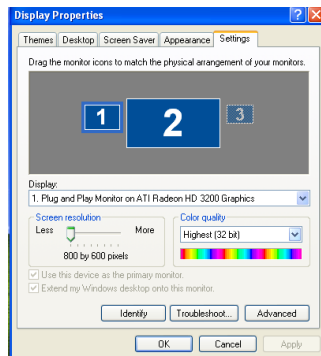 Display Properties
Themes Desktop Screen Saver Appearance Settings
Drag the monitor icons to match the physical arrangement of your monitors.
1 2 3
Display:
1. Plug and Play Monitor on ATI Radeon HD 3200 Graphics
Screen resolution
Less More
800 by 600 pixels
Color quality
Highest (32 bit)
Use this device as the primary monitor.
Extend my Windows desktop onto this monitor.
Identify Troubleshoot... Advanced
OK Cancel Apply